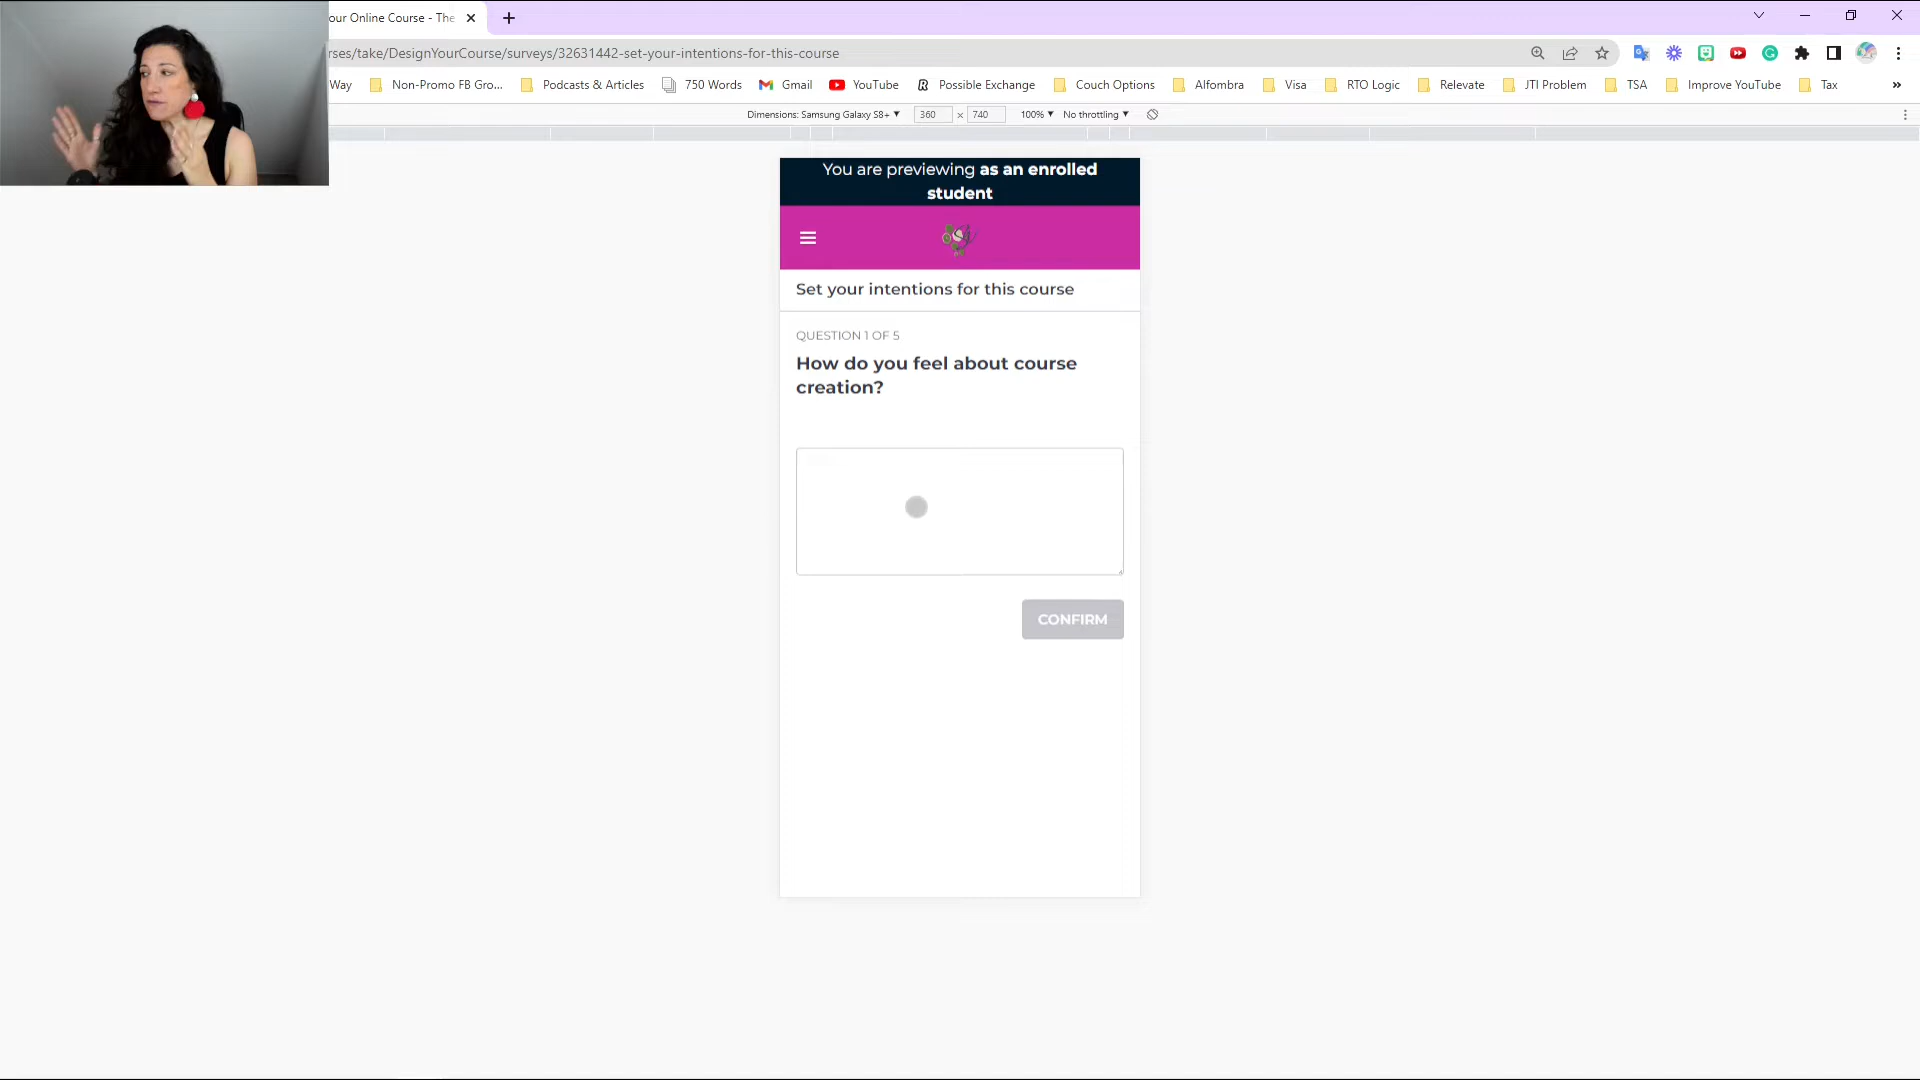 our Online Course - The
rses/take/DesignYourCourse/surveys/32631442-set-your-intentions-for-this-course
Way Non-Promo FB Gro... Podcasts & Articles 750 Words Gmail YouTube Possible Exchange Couch Options Alfombra Visa RTO Logic Relevate JTI Problem TSA Improve YouTube Tax »
Dimensions: Samsung Galaxy S8+ 360 x 740 100% No throttling
You are previewing as an enrolled
student
Set your intentions for this course
QUESTION 1 OF 5
How do you feel about course
creation?
CONFIRM